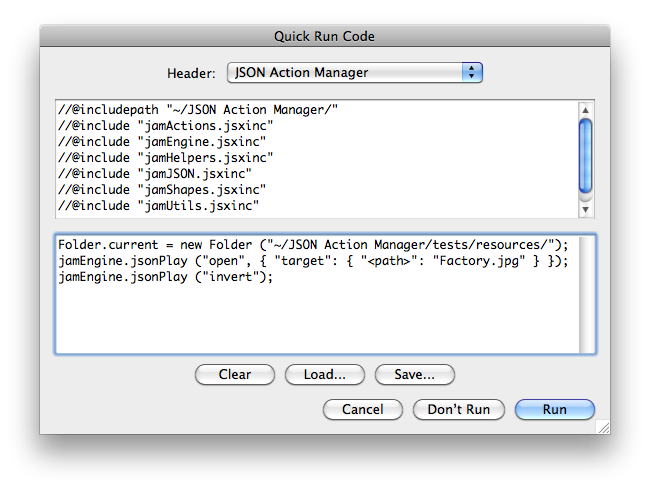 Quick Run Code
Header: JSON Action Manager
//@includepath "~/JSON Action Manager/"
//@include "jamActions.jsxinc"
//@include "jamEngine.jsxinc"
//@include "jamHelpers.jsxinc"
//@include "jamJSON.jsxinc"
//@include "jamShapes.jsxinc"
//@include "jamUtils.jsxinc"
Folder.current = new Folder ("~/JSON Action Manager/tests/resources/");
jamEngine.jsonPlay ("open", { "target": { "<path>": "Factory.jpg" } });
jamEngine.jsonPlay ("invert");
Clear Load... Save...
Cancel Don't Run Run